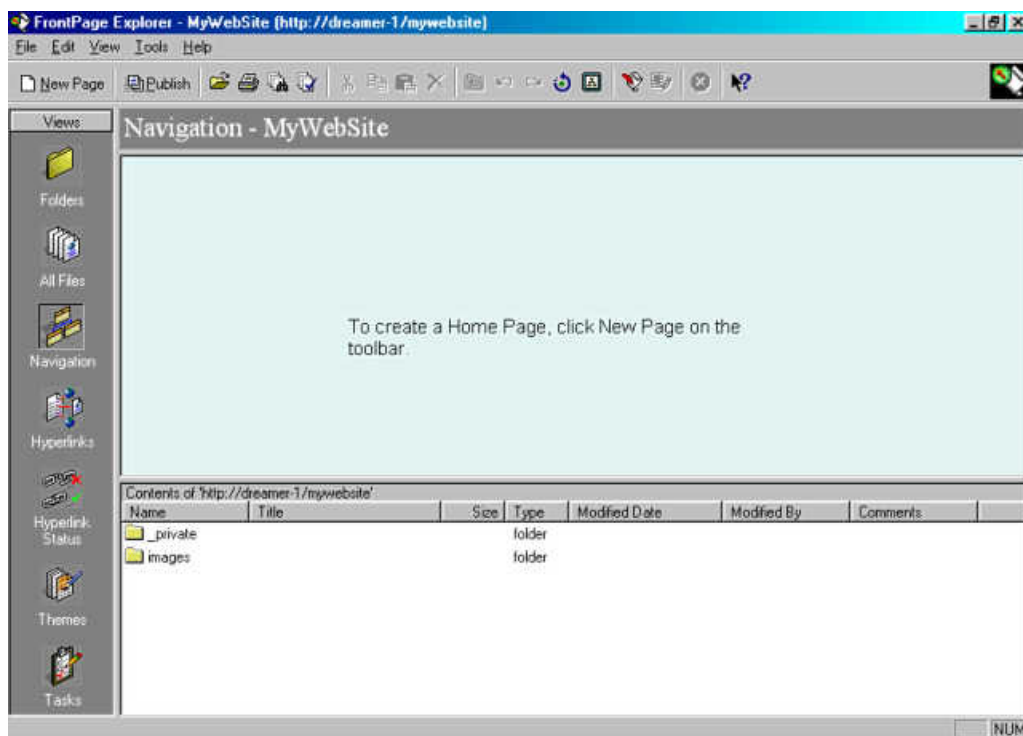 FrontPage Explorer - MyWebSite (http://dreamer-1/mywebsite)
File Edit View Tools Help
New Page Publish
Views
Navigation - MyWebSite
Folders
All Files
Navigation
Hyperlinks
Hyperlink
Status
Themes
Tasks
To create a Home Page, click New Page on the
toolbar.
Contents of 'http://dreamer-1/mywebsite'
Name Title Size Type Modified Date Modified By Comments
_private folder
images folder
NUM